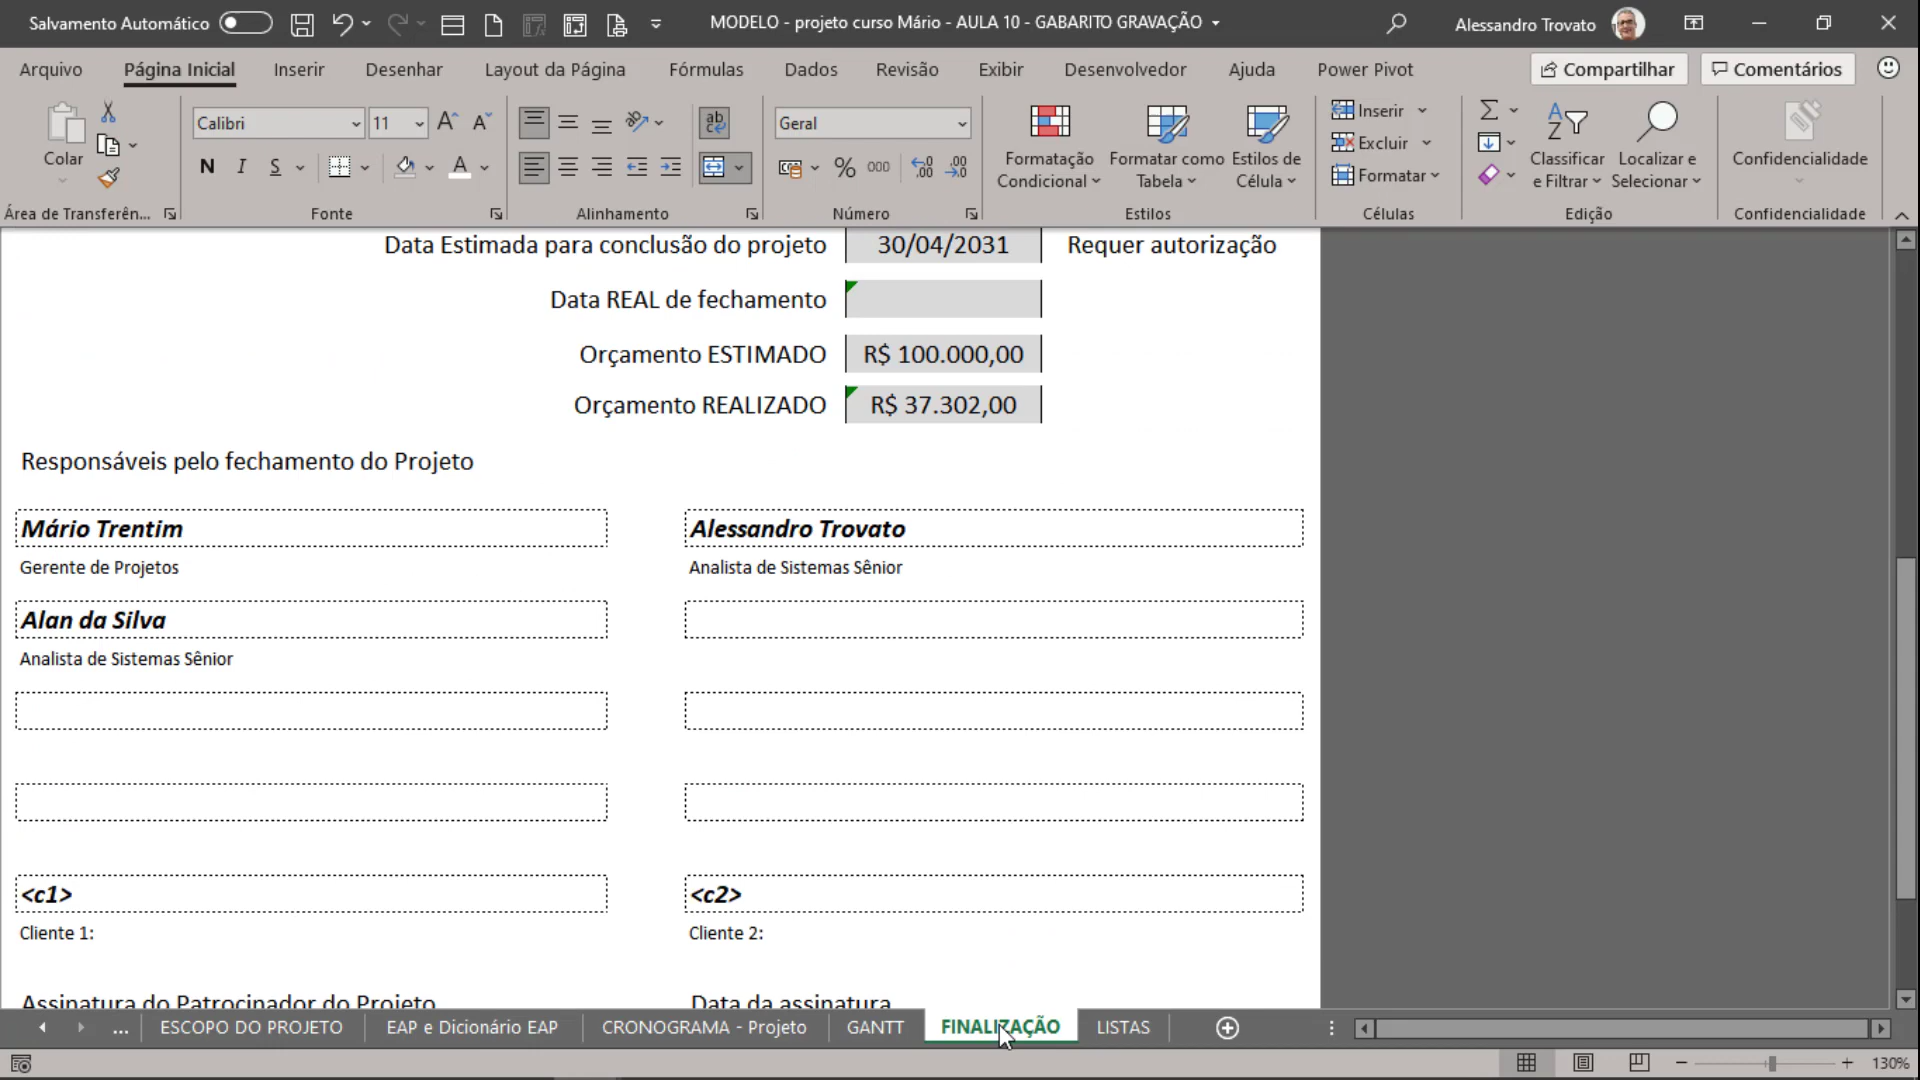 Salvamento Automático
MODELO - projeto curso Mário - AULA 10 - GABARITO GRAVAÇÃO
Alessandro Trovato
Arquivo
Página Inicial
Inserir
Desenhar
Layout da Página
Fórmulas
Dados
Revisão
Exibir
Desenvolvedor
Ajuda
Power Pivot
Compartilhar
Comentários
Colar
Calibri
11
N I S
ab
Geral
% 000
Formatação Condicional
Formatar como Tabela
Estilos de Célula
Inserir
Excluir
Formatar
Classificar e Filtrar
Localizar e Selecionar
Confidencialidade
Área de Transferên...
Fonte
Alinhamento
Número
Estilos
Células
Edição
Confidencialidade
Data Estimada para conclusão do projeto 30/04/2031 Requer autorização
Data REAL de fechamento
Orçamento ESTIMADO R$ 100.000,00
Orçamento REALIZADO R$ 37.302,00
Responsáveis pelo fechamento do Projeto
Mário Trentim
Alessandro Trovato
Gerente de Projetos
Analista de Sistemas Sênior
Alan da Silva
Analista de Sistemas Sênior
<c1>
<c2>
Cliente 1:
Cliente 2:
Assinatura do Patrocinador do Projeto
Data da assinatura
...
ESCOPO DO PROJETO
EAP e Dicionário EAP
CRONOGRAMA - Projeto
GANTT
FINALIZAÇÃO
LISTAS
130%